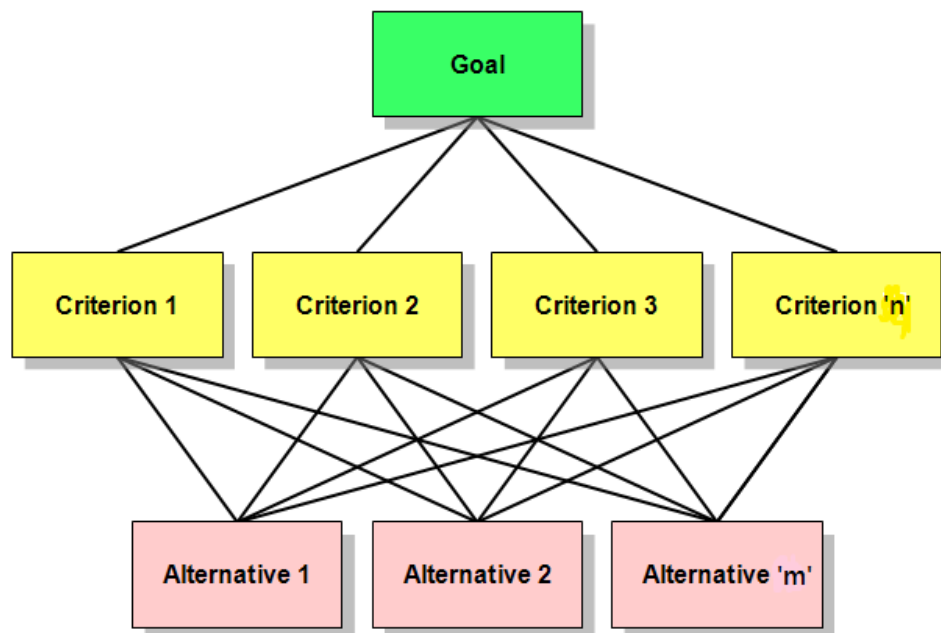 Goal
Criterion 1
Criterion 2
Criterion 3
Criterion 'n'
Alternative 1
Alternative 2
Alternative 'm'